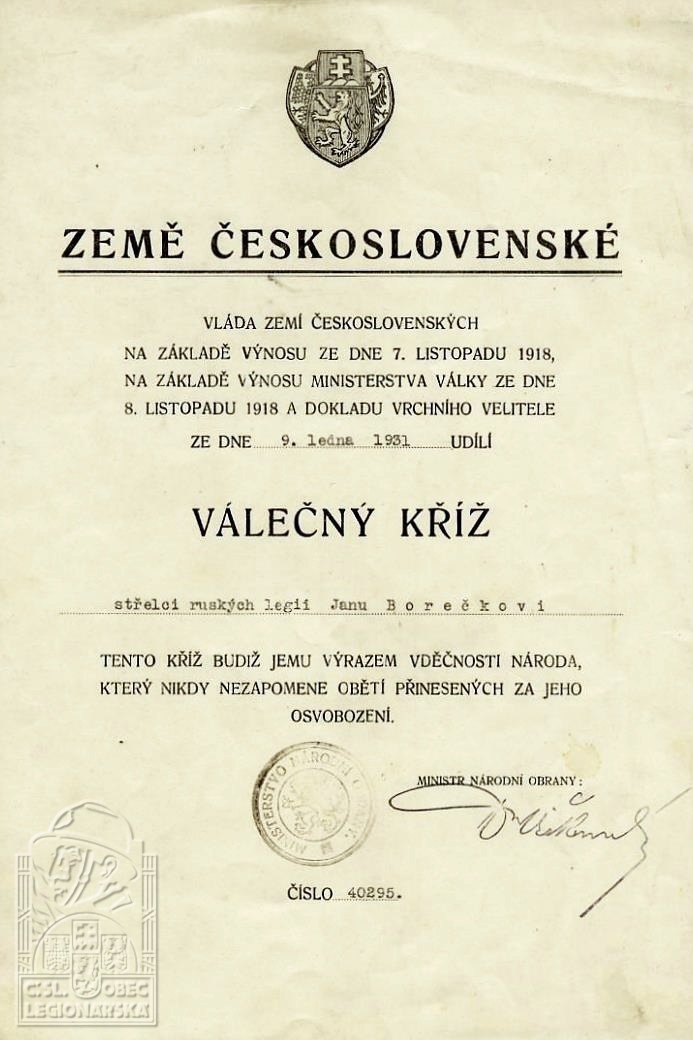 ZEMĚ ČESKOSLOVENSKÉ
VLÁDA ZEMÍ ČESKOSLOVENSKÝCH
NA ZÁKLADĚ VÝNOSU ZE DNE 7. LISTOPADU 1918,
NA ZÁKLADĚ VÝNOSU MINISTERSTVA VÁLKY ZE DNE
8. LISTOPADU 1918 A DOKLADU VRCHNÍHO VELITELE
ZE DNE 9. ledna 1931 UDÍLÍ
VÁLEČNÝ KŘÍŽ
střelci ruských legií Janu Borečkovi
TENTO KŘÍŽ BUDIŽ JEMU VÝRAZEM VDĚČNOSTI NÁRODA,
KTERÝ NIKDY NEZAPOMENE OBĚTÍ PŘINESENÝCH ZA JEHO
OSVOBOZENÍ.
MINISTERSTVO NÁRODNÍ
MINISTR NÁRODNÍ OBRANY:
ČÍSLO 40295.
ČSL. OBEC
LEGIONÁŘSKÁ